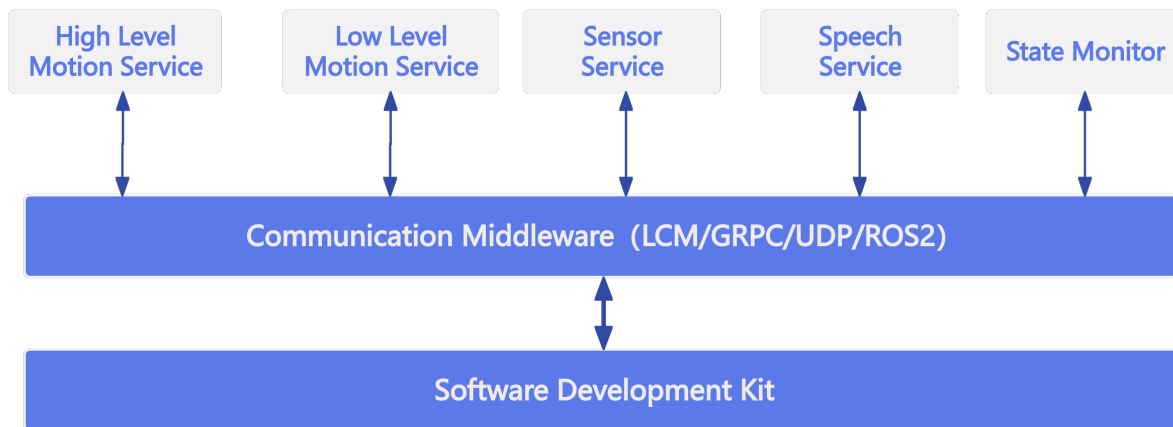 High Level
Motion Service
Low Level
Motion Service
Sensor
Service
Speech
Service
State Monitor
Communication Middleware（LCM/GRPC/UDP/ROS2）
Software Development Kit